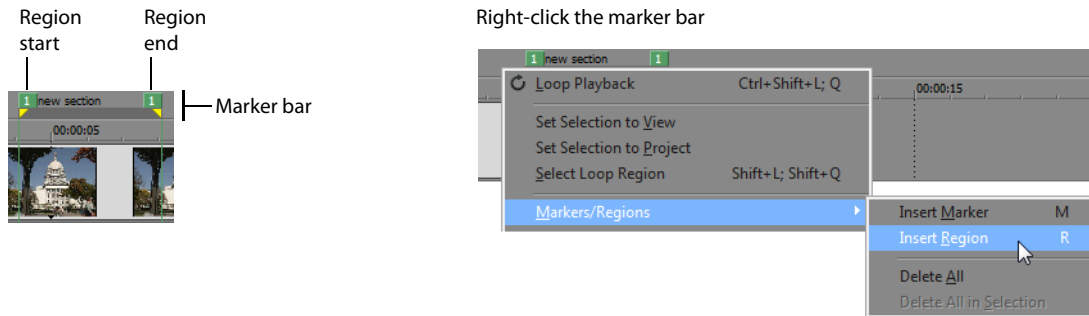 Region start
Region end
1 new section 1
Marker bar
00:00:05
Right-click the marker bar
1 new section 1
Loop Playback Ctrl+Shift+L; Q
00:00:15
Set Selection to View
Set Selection to Project
Select Loop Region Shift+L; Shift+Q
Markers/Regions
Insert Marker M
Insert Region R
Delete All
Delete All in Selection